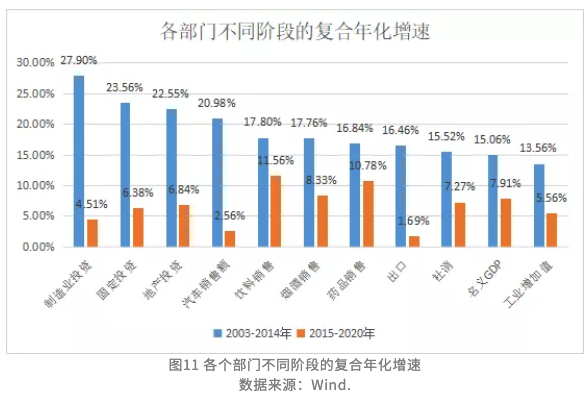 各部门不同阶段的复合年化增速
30.00%
25.00%
20.00%
15.00%
10.00%
5.00%
0.00%
27.90%
23.56%
22.55%
20.98%
17.80%
17.76%
16.84%
16.46%
15.52%
15.06%
13.56%
4.51%
6.38%
6.84%
2.56%
11.56%
8.33%
10.78%
1.69%
7.27%
7.91%
5.56%
制造业投资
固定投资
地产投资
汽车销售额
饮料销售
烟酒销售
药品销售
出口
社消
名义GDP
工业增加值
2003-2014年
2015-2020年
图11 各个部门不同阶段的复合年化增速
数据来源：Wind.